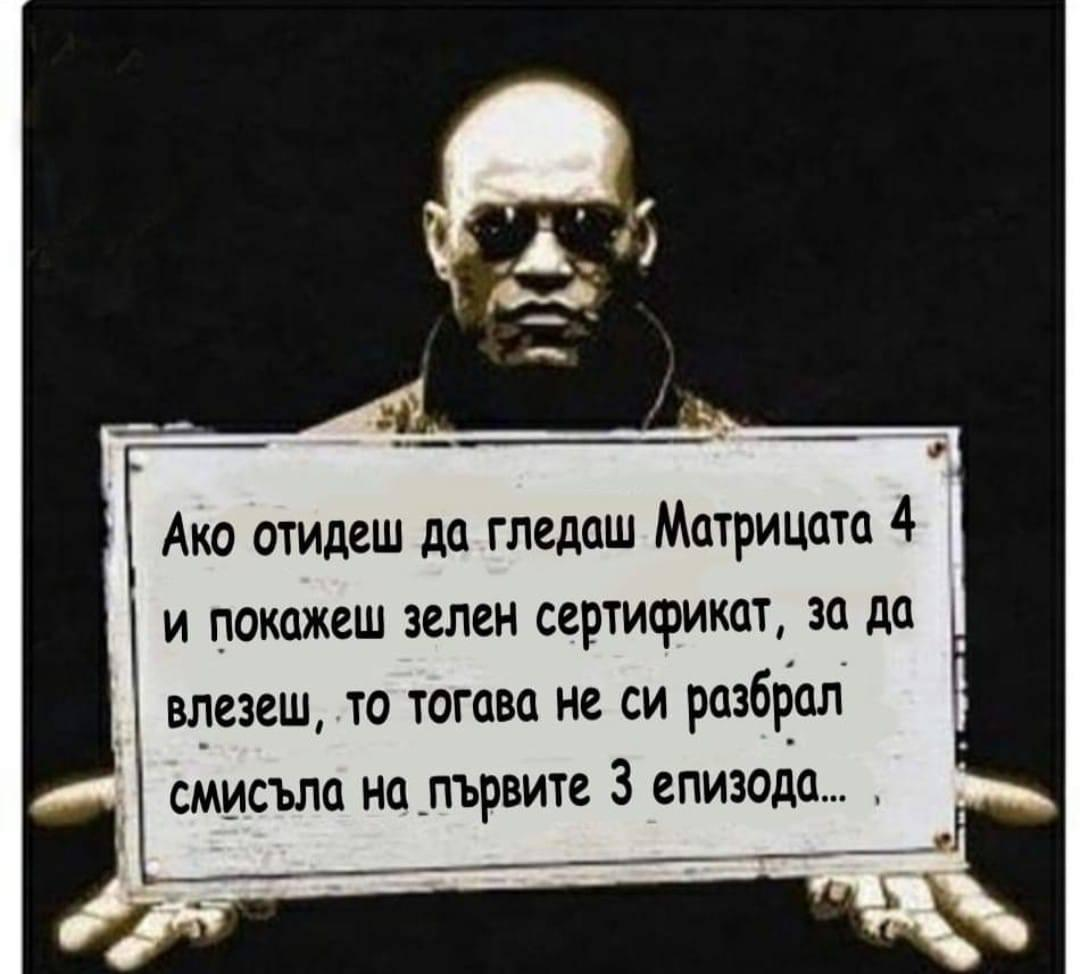 Ако отидеш да гледаш Матрицата 4
и покажеш зелен сертификат, за да
влезеш, то тогава не си разбрал
смисъла на първите 3 епизода...